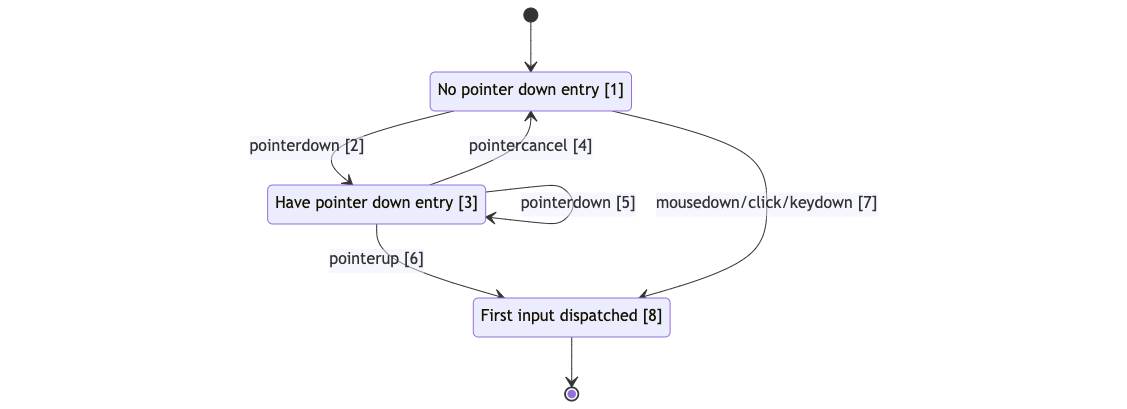 No pointer down entry [1]
pointerdown [2]
pointercancel [4]
Have pointer down entry [3]
pointerdown [5]
mousedown/click/keydown [7]
pointerup [6]
First input dispatched [8]